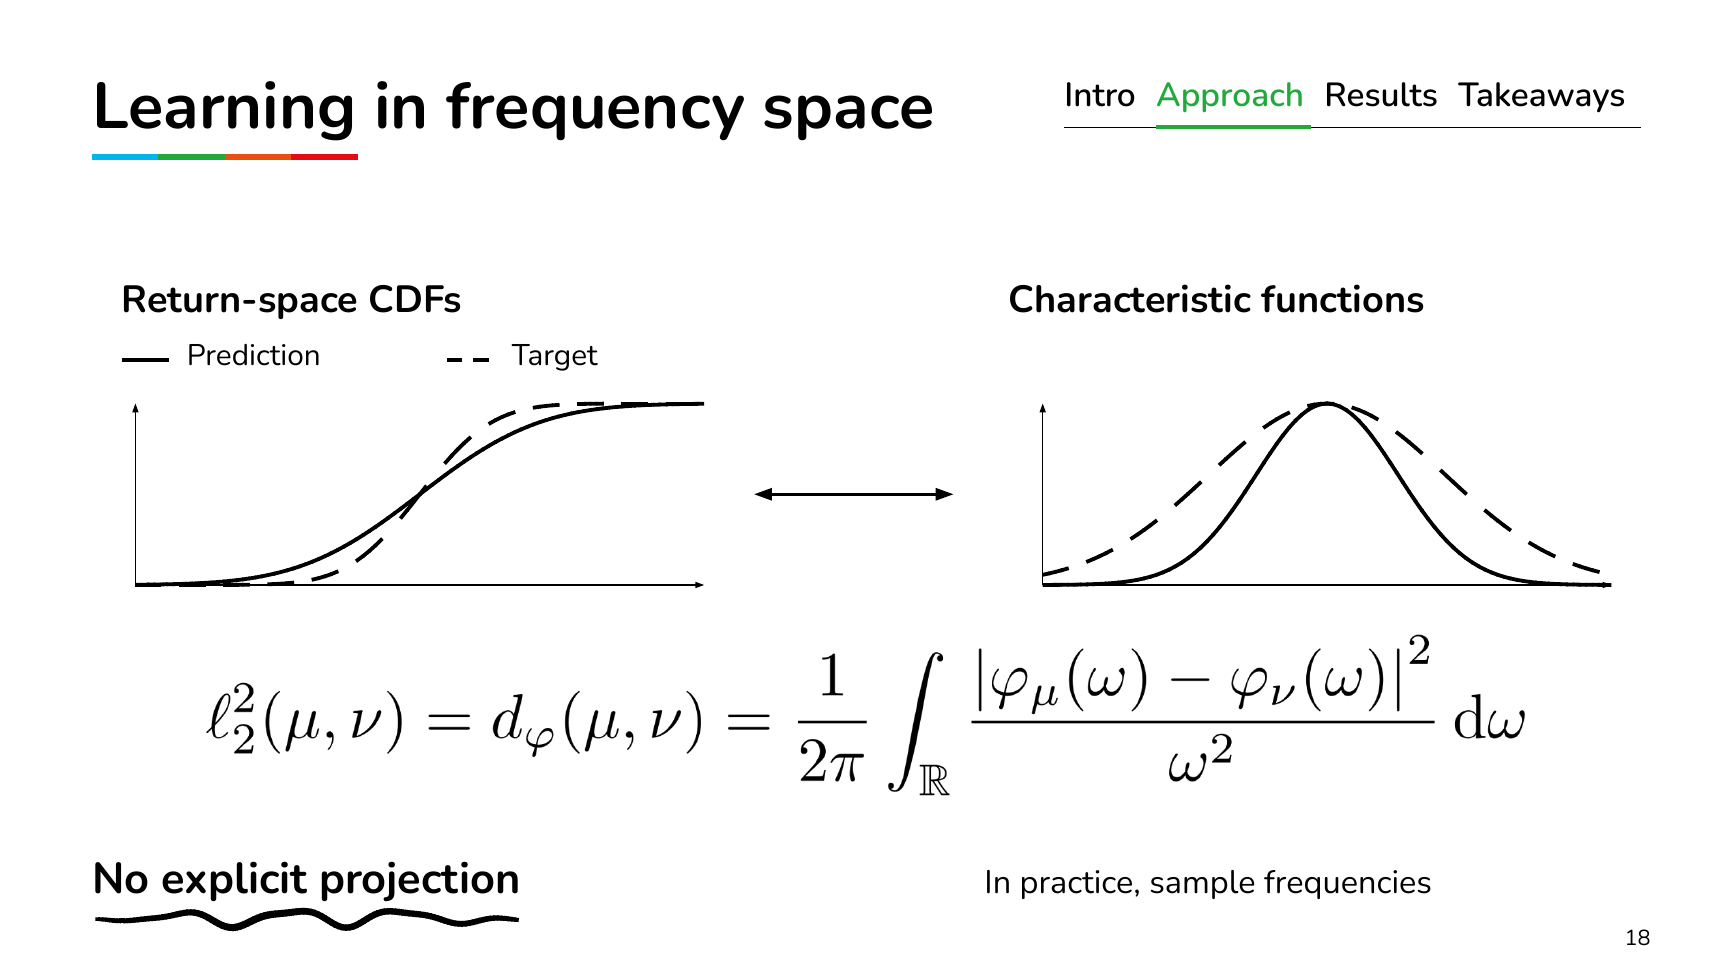 Learning in frequency space
Intro Approach Results Takeaways
Return-space CDFs
Prediction Target
Characteristic functions
ℓ₂²(μ, ν) = d_φ(μ, ν) = 1/2π ∫_ℝ |φ_μ(ω) − φ_ν(ω)|² / ω² dω
No explicit projection
In practice, sample frequencies
18